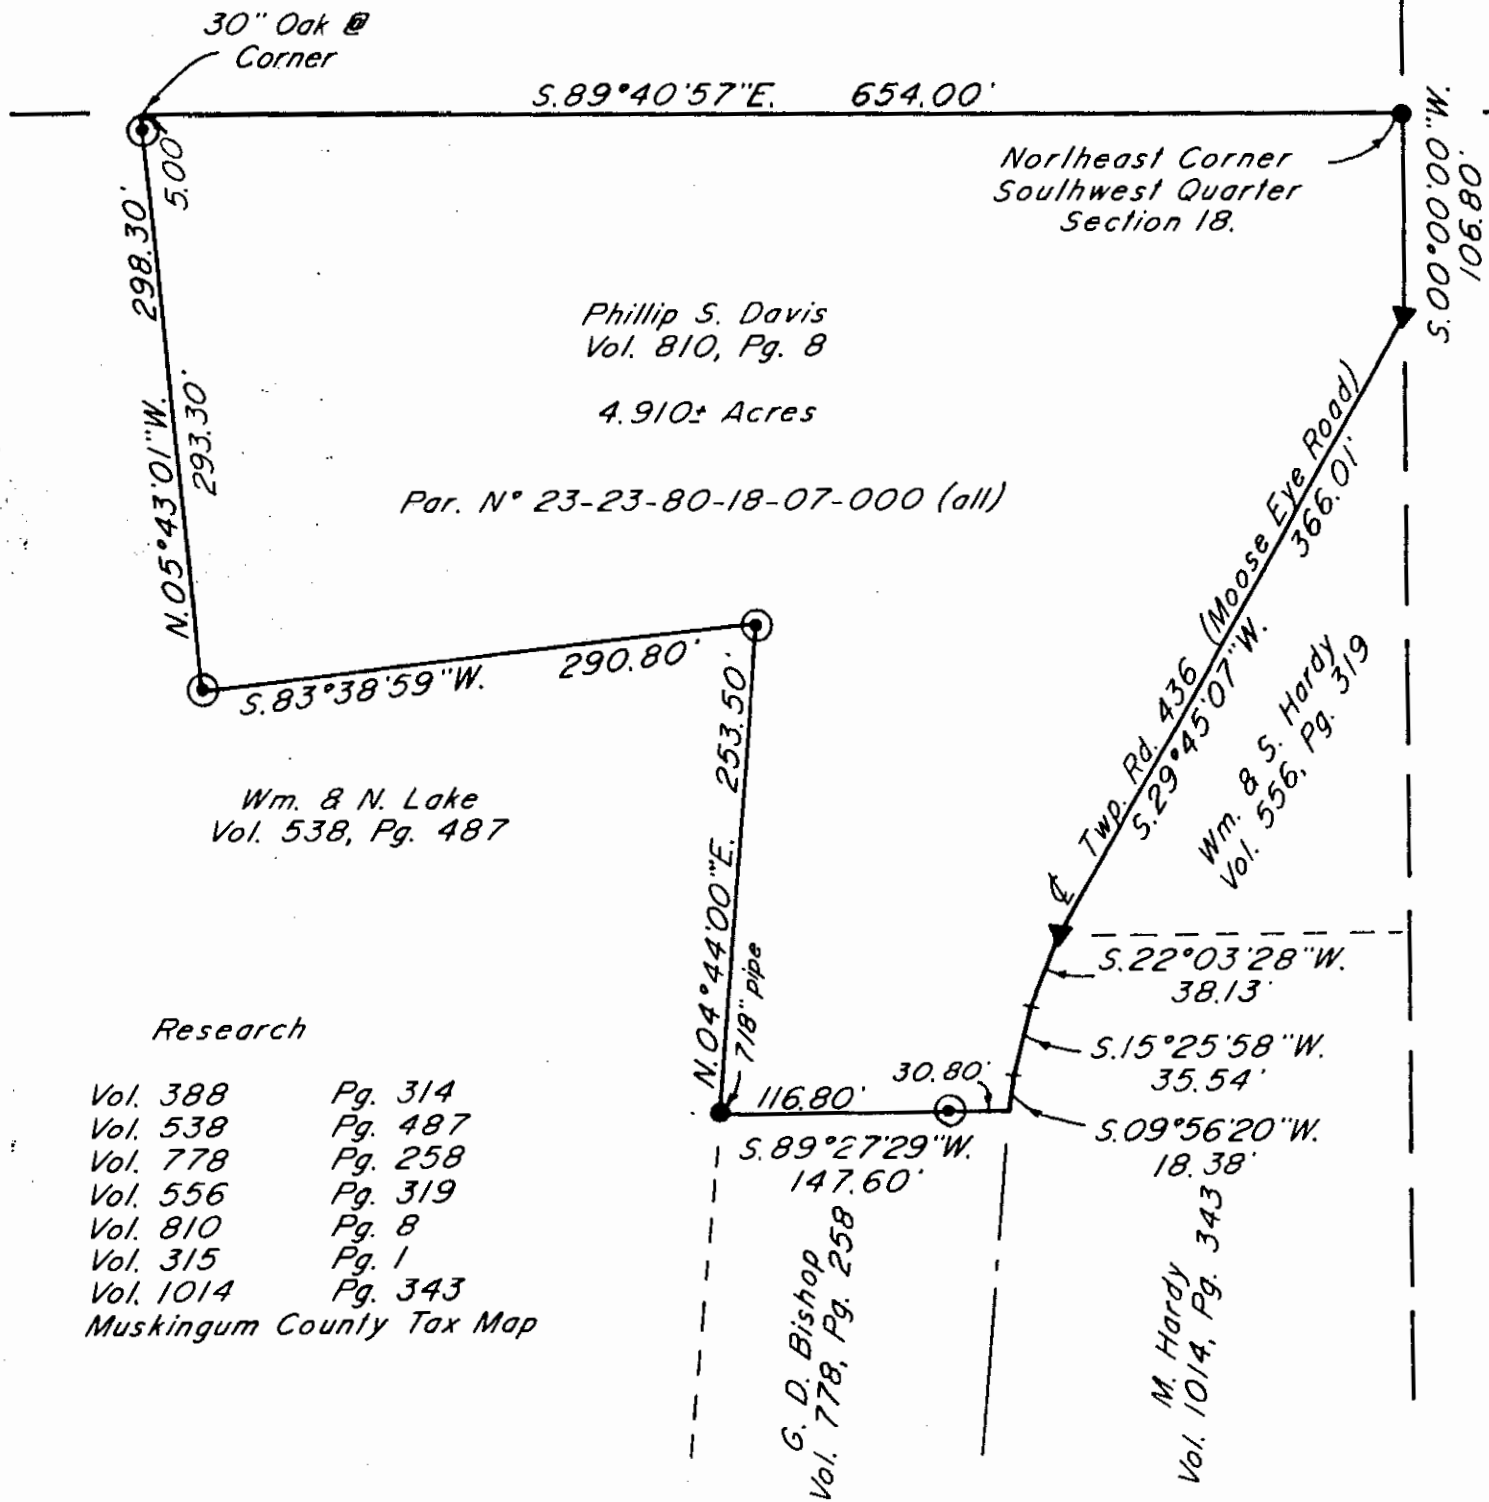 30" Oak @
Corner
S.89°40'57"E. 654.00'
Northeast Corner
Southwest Quarter
Section 18.
S.00°00'00"W.
106.80'
5.00'
298.30'
N.05°43'01"W.
293.30'
Phillip S. Davis
Vol. 810, Pg. 8
4.910± Acres
Par. N° 23-23-80-18-07-000 (all)
S.83°38'59"W. 290.80'
Twp. Rd. 436 (Moose Eye Road)
S.29°45'07"W. 366.01'
Wm. & S. Hardy
Vol. 556, Pg. 319
Wm. & N. Lake
Vol. 538, Pg. 487
N.04°44'00"E. 253.50'
7/8" pipe
S.22°03'28"W.
38.13'
S.15°25'58"W.
35.54'
S.09°56'20"W.
18.38'
116.80' 30.80'
S.89°27'29"W.
147.60'
G. D. Bishop
Vol. 778, Pg. 258
M. Hardy
Vol. 1014, Pg. 343
Research
Vol. 388 Pg. 314
Vol. 538 Pg. 487
Vol. 778 Pg. 258
Vol. 556 Pg. 319
Vol. 810 Pg. 8
Vol. 315 Pg. 1
Vol. 1014 Pg. 343
Muskingum County Tax Map